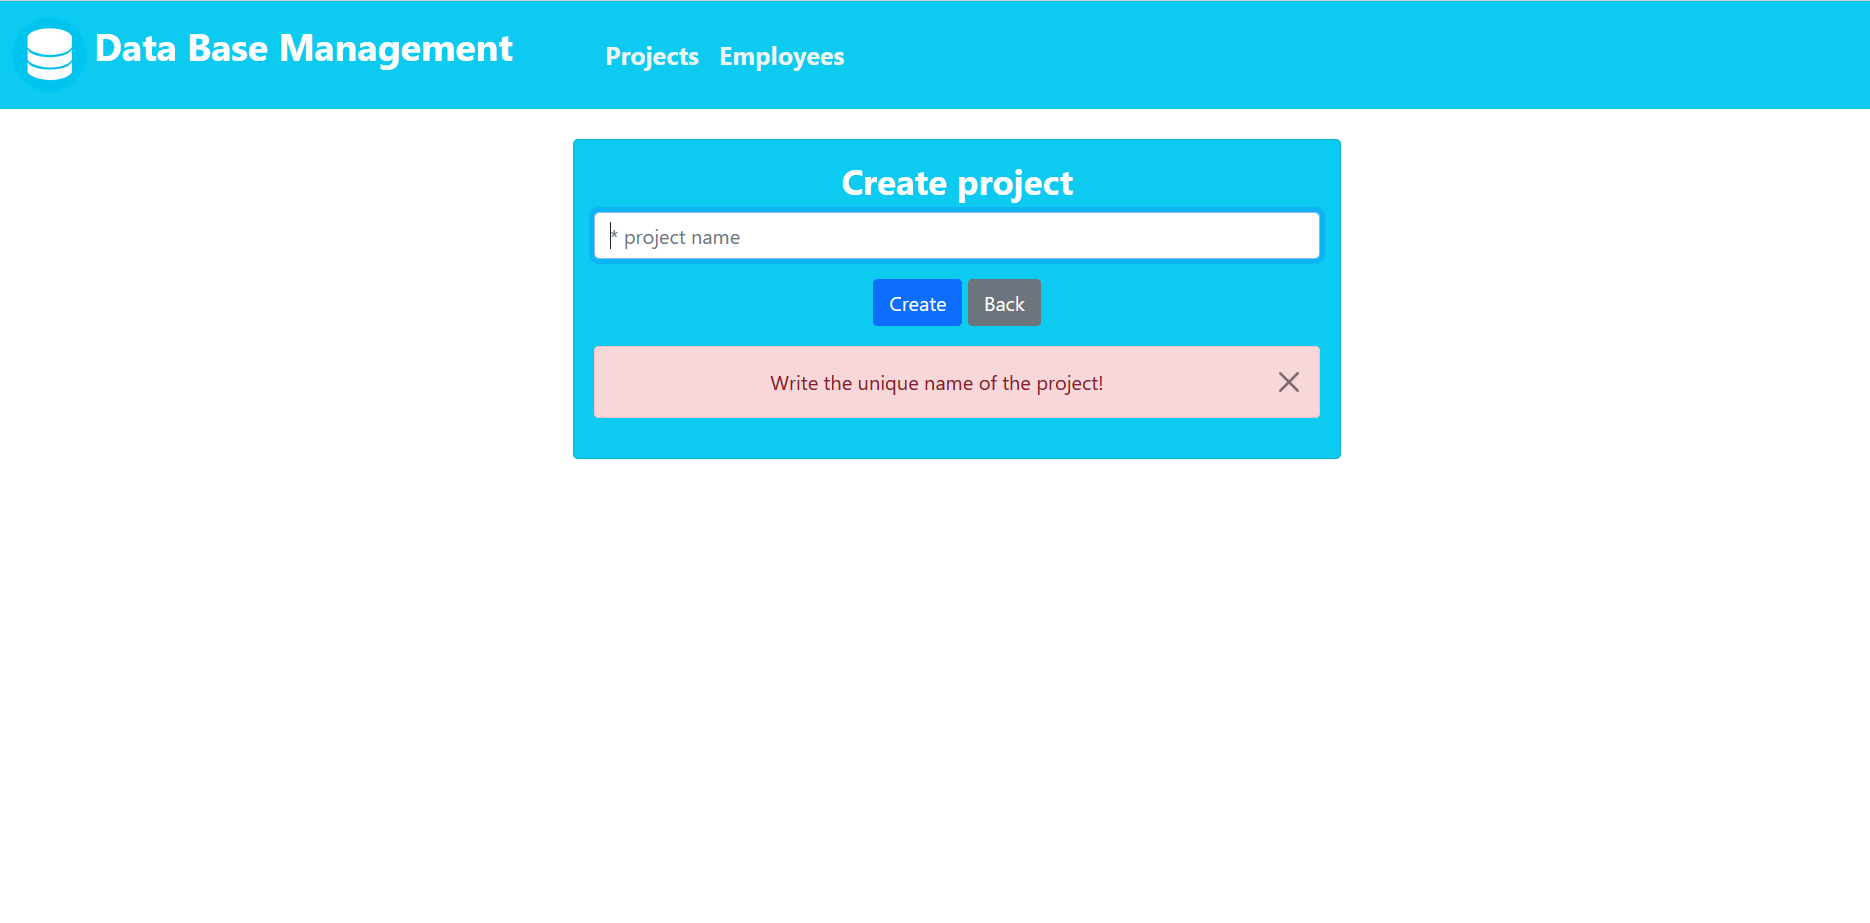 Data Base Management
Projects Employees
Create project
* project name
Create Back
Write the unique name of the project!